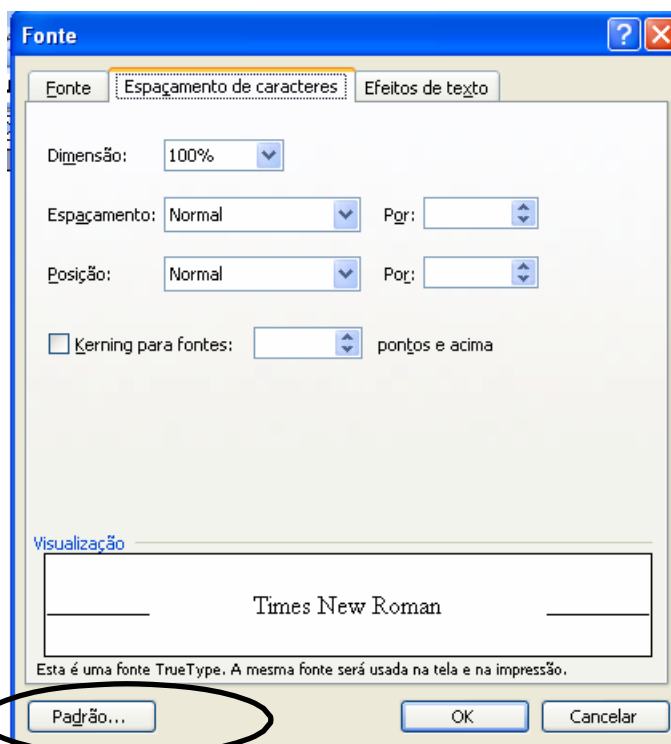 Fonte
Fonte Espaçamento de caracteres Efeitos de texto
Dimensão: 100%
Espaçamento: Normal Por:
Posição: Normal Por:
Kerning para fontes: pontos e acima
Visualização
Times New Roman
Esta é uma fonte TrueType. A mesma fonte será usada na tela e na impressão.
Padrão... OK Cancelar